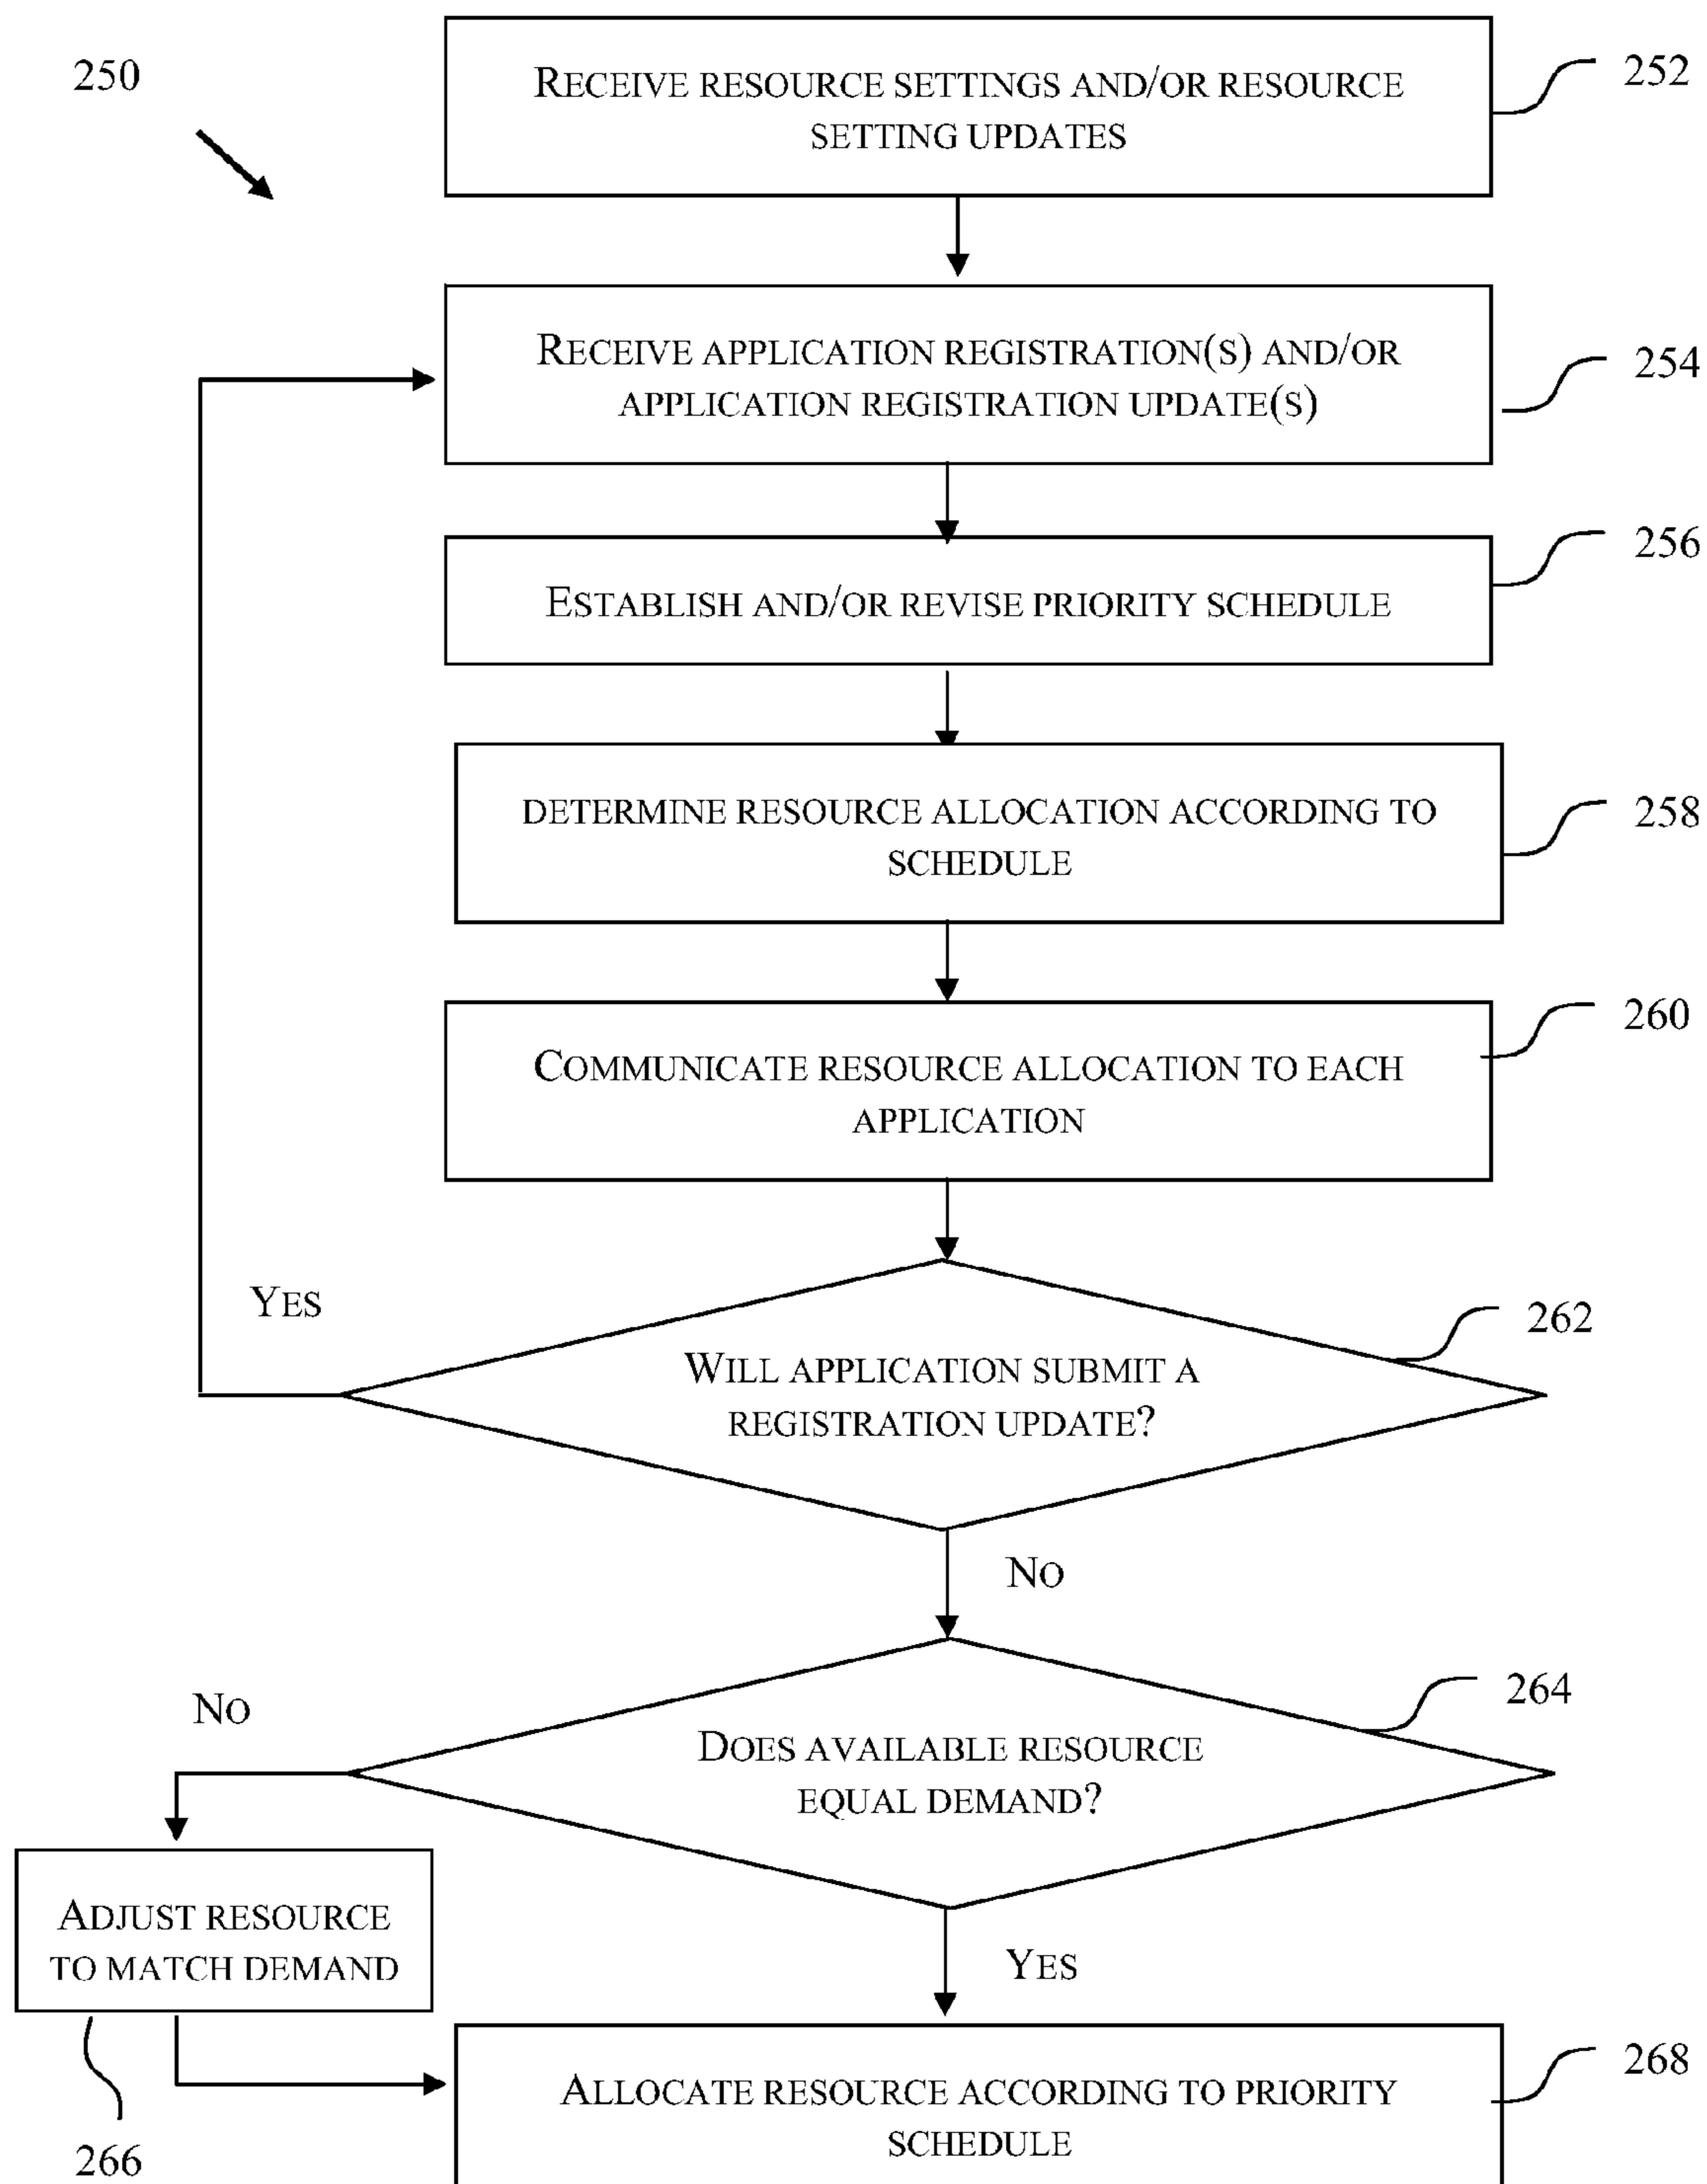 250
RECEIVE RESOURCE SETTINGS AND/OR RESOURCE
SETTING UPDATES
252
RECEIVE APPLICATION REGISTRATION(S) AND/OR
APPLICATION REGISTRATION UPDATE(S)
254
ESTABLISH AND/OR REVISE PRIORITY SCHEDULE
256
DETERMINE RESOURCE ALLOCATION ACCORDING TO
SCHEDULE
258
COMMUNICATE RESOURCE ALLOCATION TO EACH
APPLICATION
260
YES
WILL APPLICATION SUBMIT A
REGISTRATION UPDATE?
262
NO
NO
DOES AVAILABLE RESOURCE
EQUAL DEMAND?
264
ADJUST RESOURCE
TO MATCH DEMAND
266
YES
ALLOCATE RESOURCE ACCORDING TO PRIORITY
SCHEDULE
268